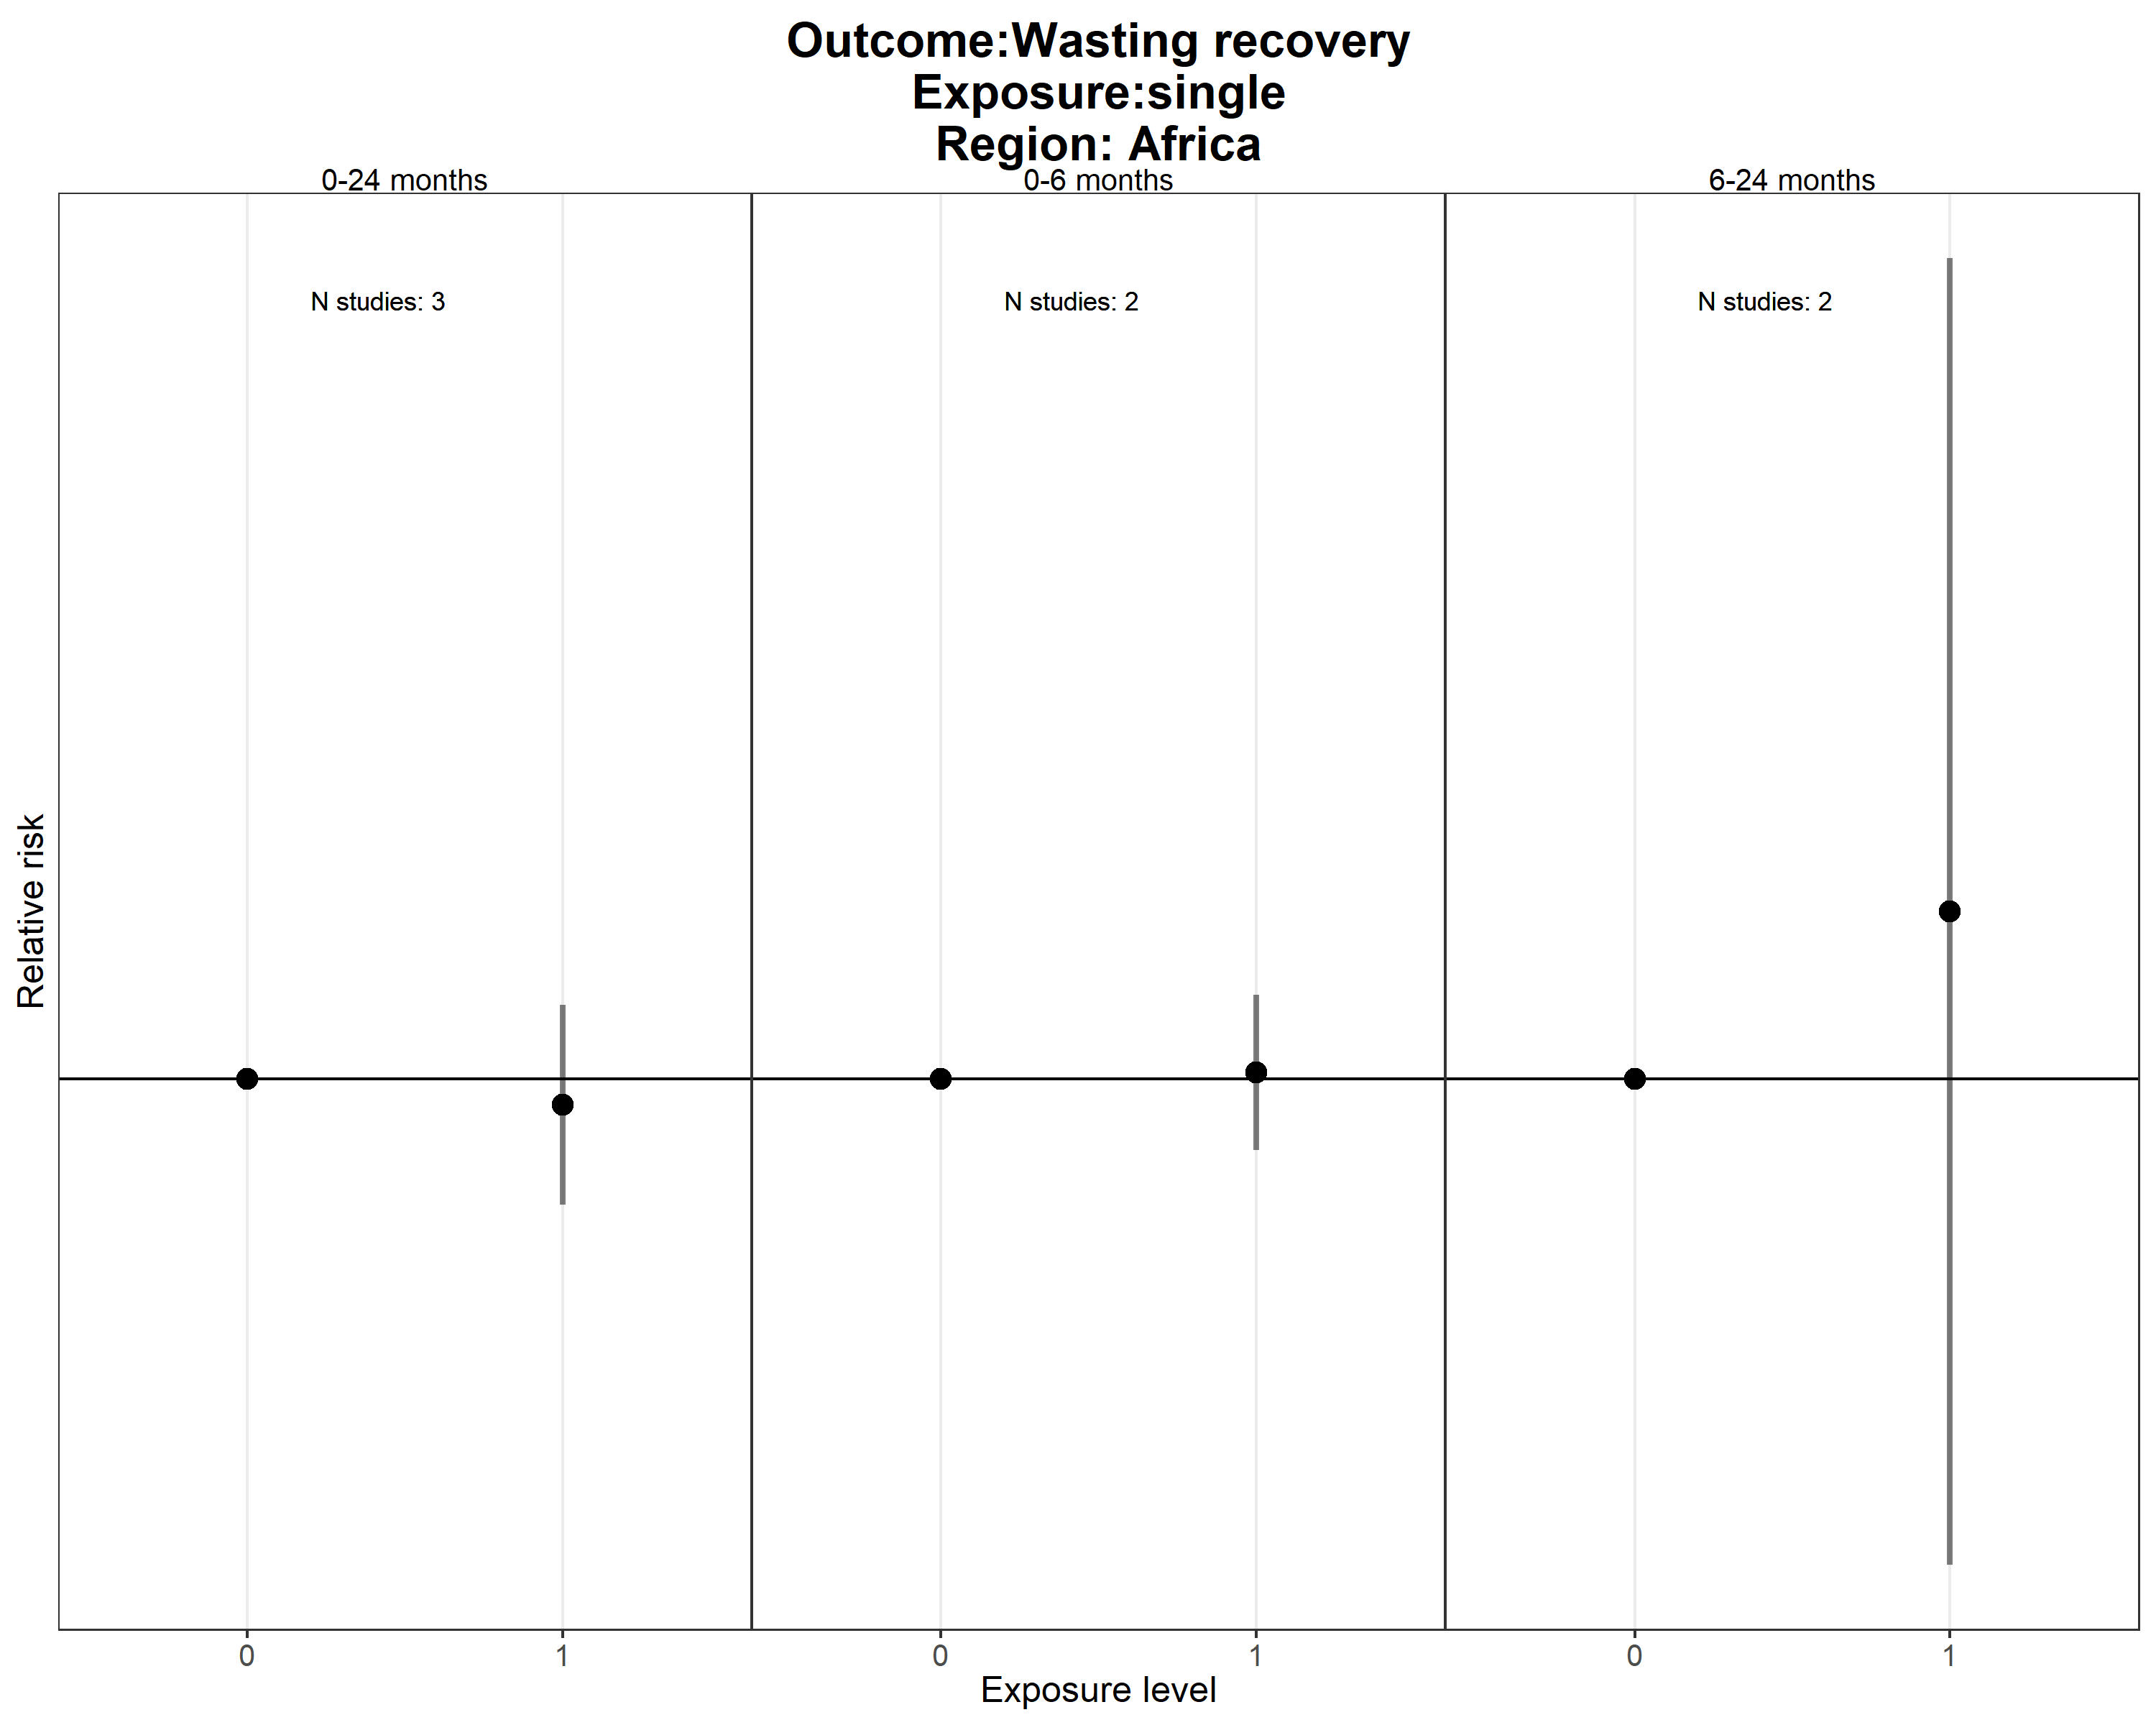 Outcome:Wasting recovery
Exposure:single
Region: Africa
0-24 months
0-6 months
6-24 months
N studies: 3
N studies: 2
N studies: 2
Relative risk
0
1
0
1
0
1
Exposure level